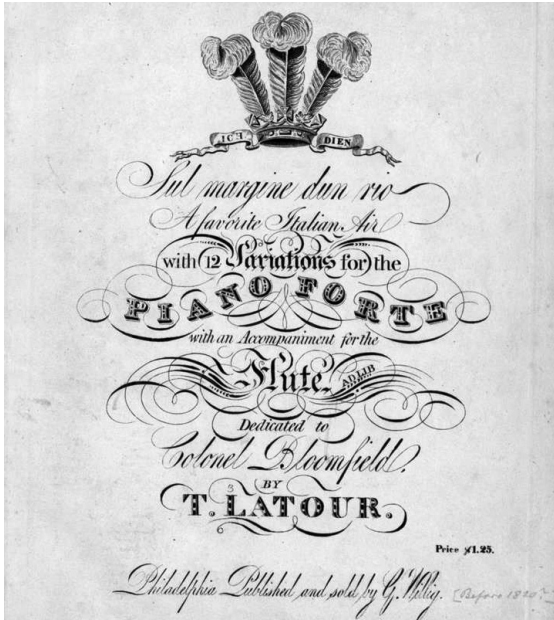 ICH DIEN
Sul margine dun rio
A favorite Italian Air
with 12 Variations for the
PIANO FORTE
with an Accompaniment for the
Flute. AD LIB
Dedicated to
Colonel Bloomfield.
BY
T. LATOUR.
Price $1.25.
Philadelphia Published and sold by G. Willig. [Before 1820?]